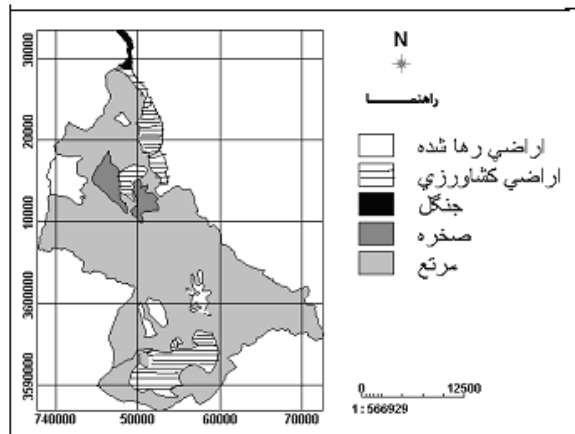 N
راهنمـــا
اراضي رها شده
اراضي كشاورزي
جنگل
صخره
مرتع
30000
20000
10000
3600000
3590000
740000 50000 60000 70000
0 12500
1:566929